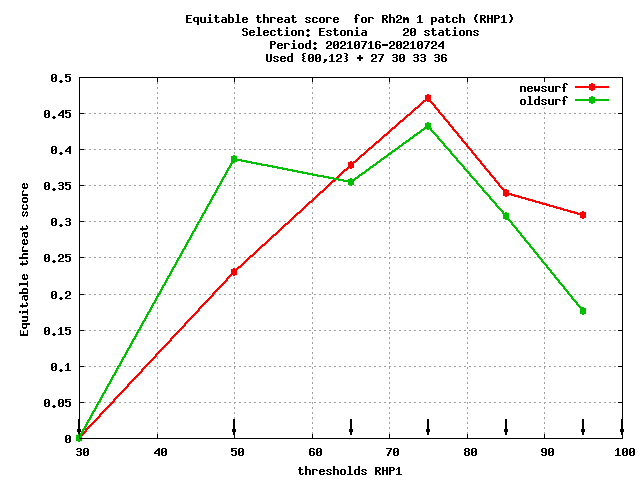 Equitable threat score  for Rh2m 1 patch (RHP1)
Selection: Estonia     20 stations
Period: 20210716-20210724
Used {00,12} + 27 30 33 36
newsurf
oldsurf
0.5
0.45
0.4
0.35
0.3
0.25
0.2
0.15
0.1
0.05
0
Equitable threat score
30 40 50 60 70 80 90 100
thresholds RHP1